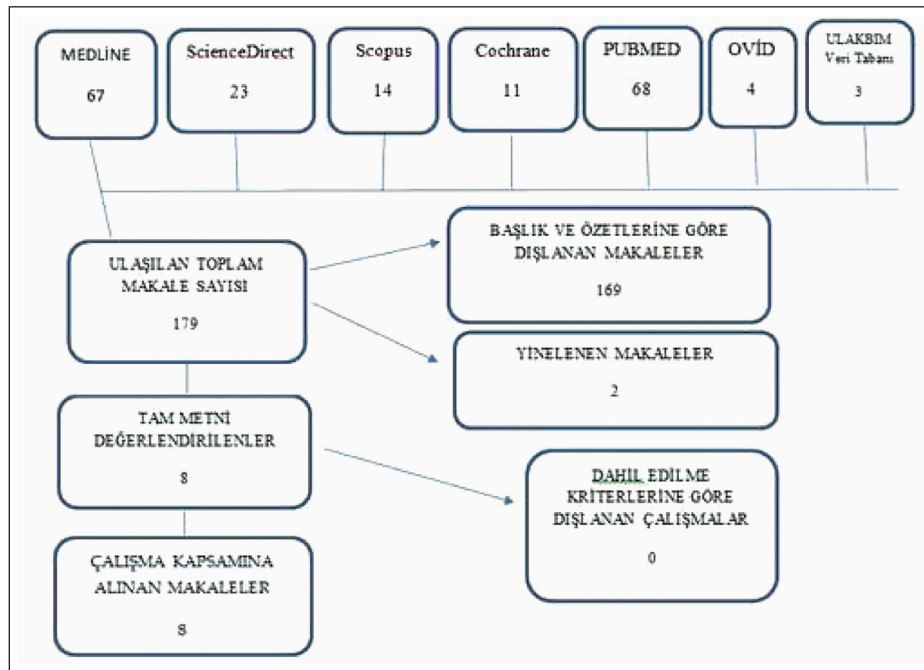 MEDLİNE
67
ScienceDirect
23
Scopus
14
Cochrane
11
PUBMED
68
OVİD
4
ULAKBIM
Veri Tabanı
3
ULAŞILAN TOPLAM
MAKALE SAYISI
179
BAŞLIK VE ÖZETLERİNE GÖRE
DIŞLANAN MAKALELER
169
YİNELENEN MAKALELER
2
TAM METNİ
DEĞERLENDİRİLENLER
8
DAHİL EDİLME
KRİTERLERİNE GÖRE
DIŞLANAN ÇALIŞMALAR
0
ÇALIŞMA KAPSAMINA
ALINAN MAKALELER
8